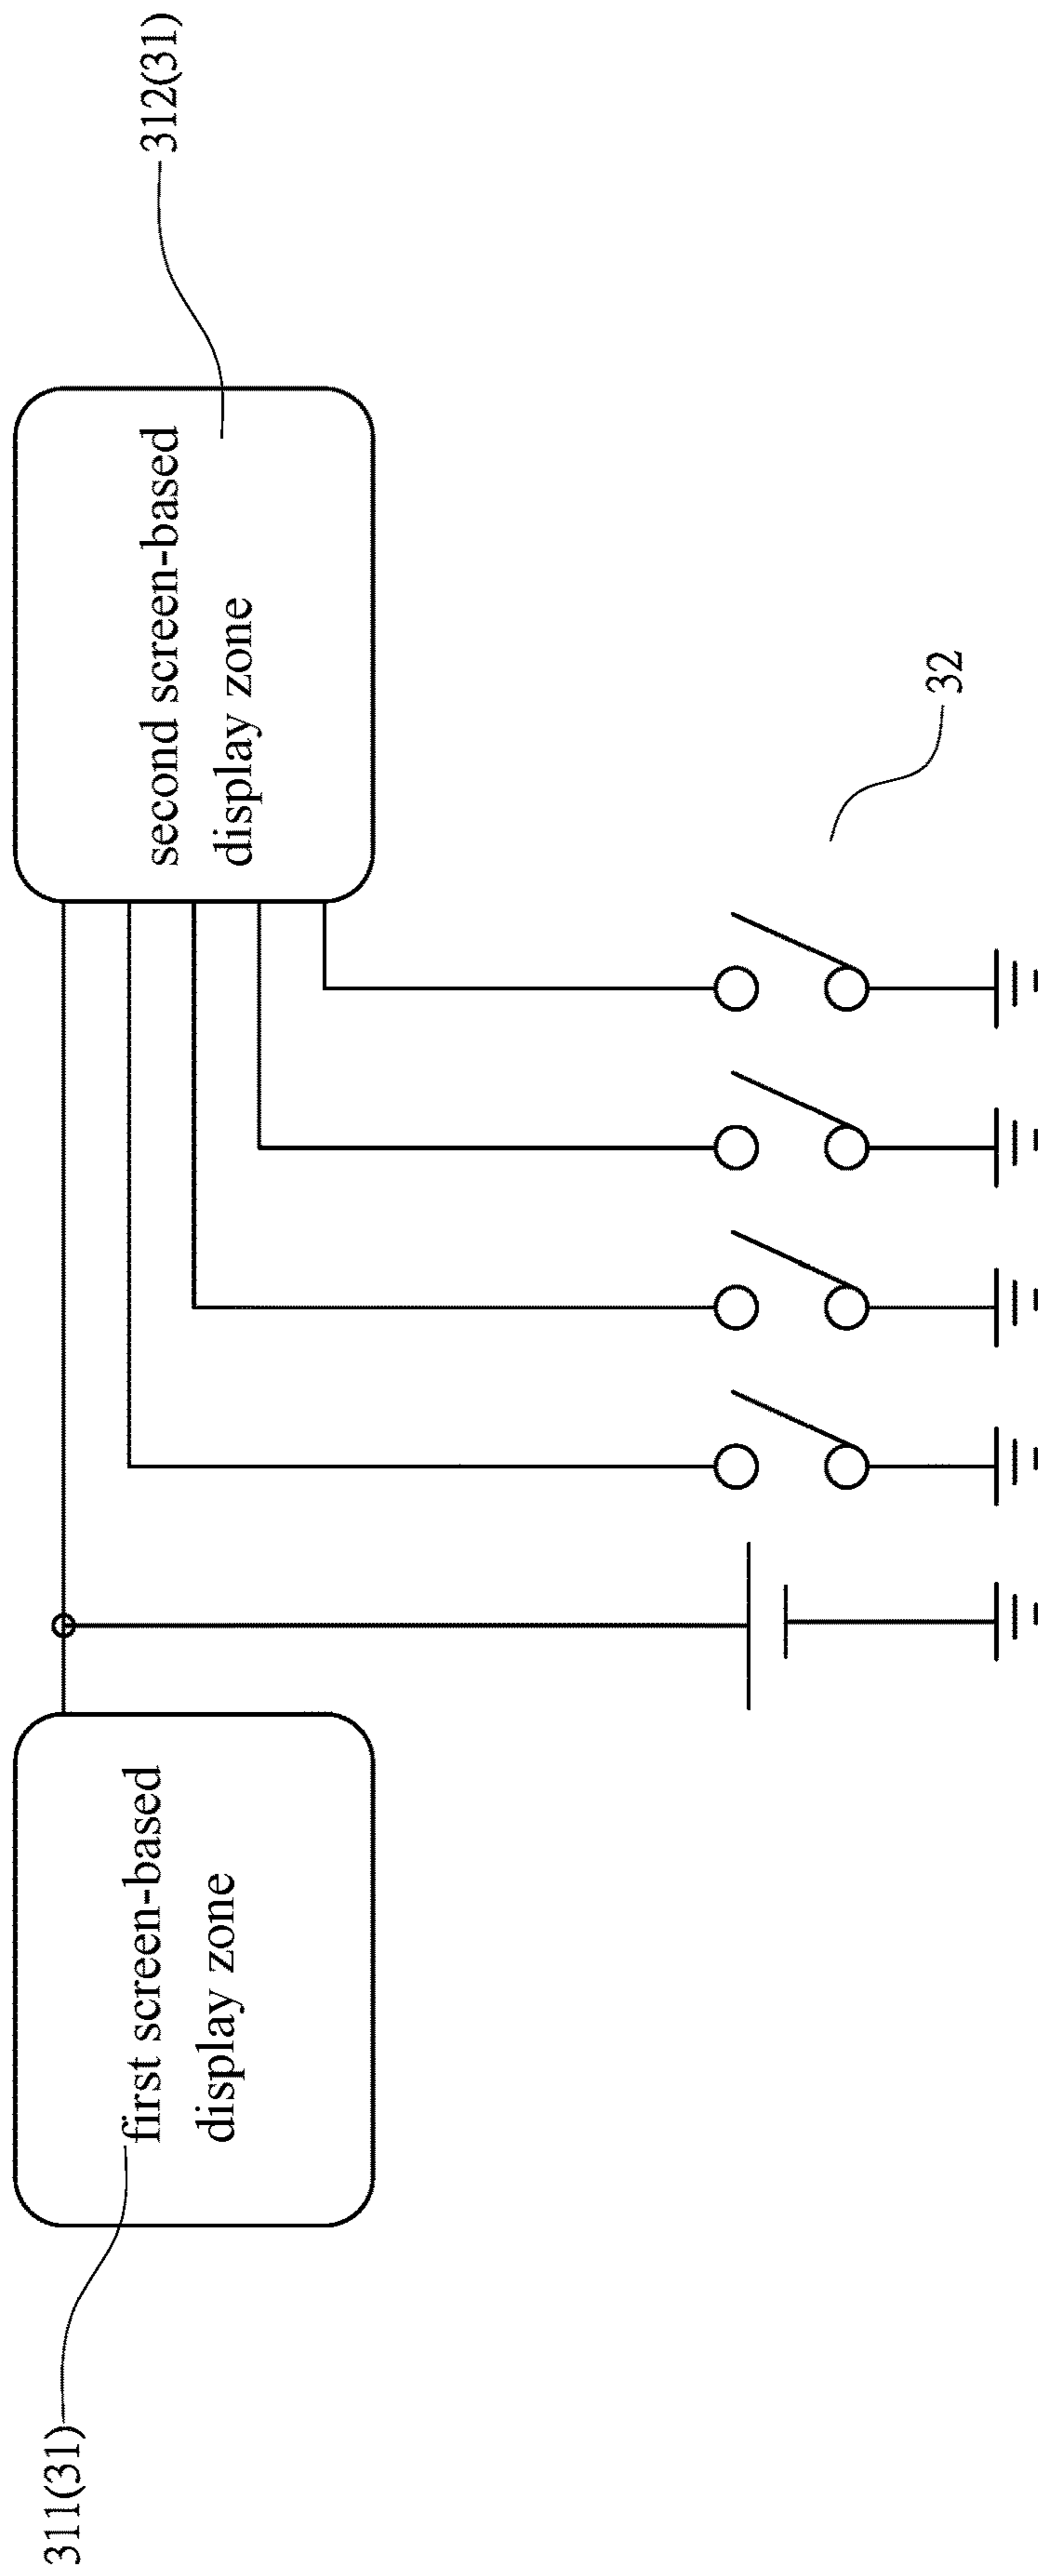 311(31)
first screen-based
display zone
second screen-based
display zone
312(31)
32